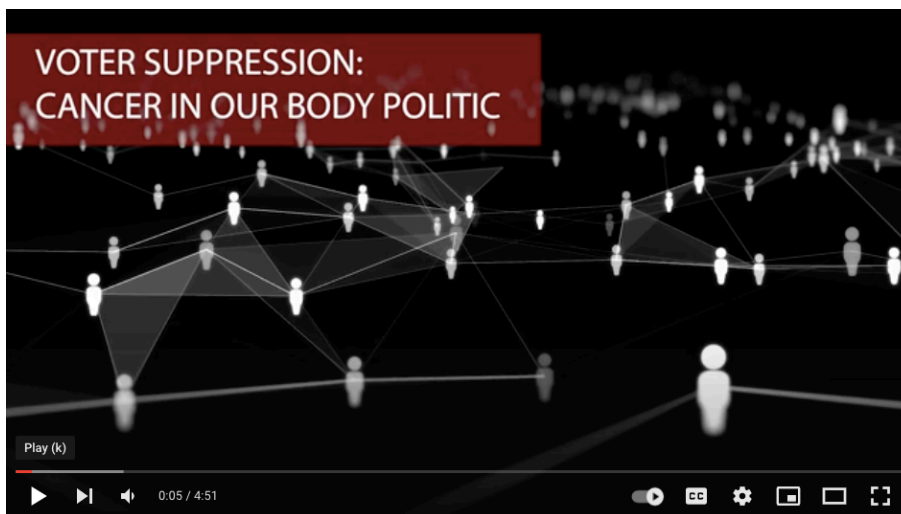 VOTER SUPPRESSION:
CANCER IN OUR BODY POLITIC
Play (k)
0:05 / 4:51
CC